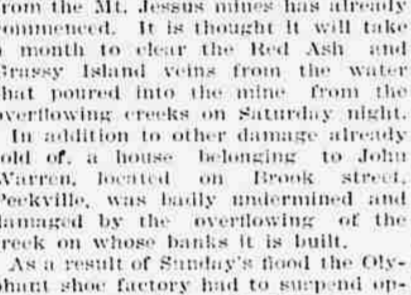 from the Mt. Jessus mines has already
commenced. It is thought it will take
a month to clear the Red Ash and
Grassy Island veins from the water
that poured into the mine from the
overflowing creeks on Saturday night.
In addition to other damage already
told of, a house belonging to John
Warren, located on Brook street,
Peckville, was badly undermined and
damaged by the overflowing of the
creek on whose banks it is built.
As a result of Sunday's flood the Oly-
phant shoe factory had to suspend op-